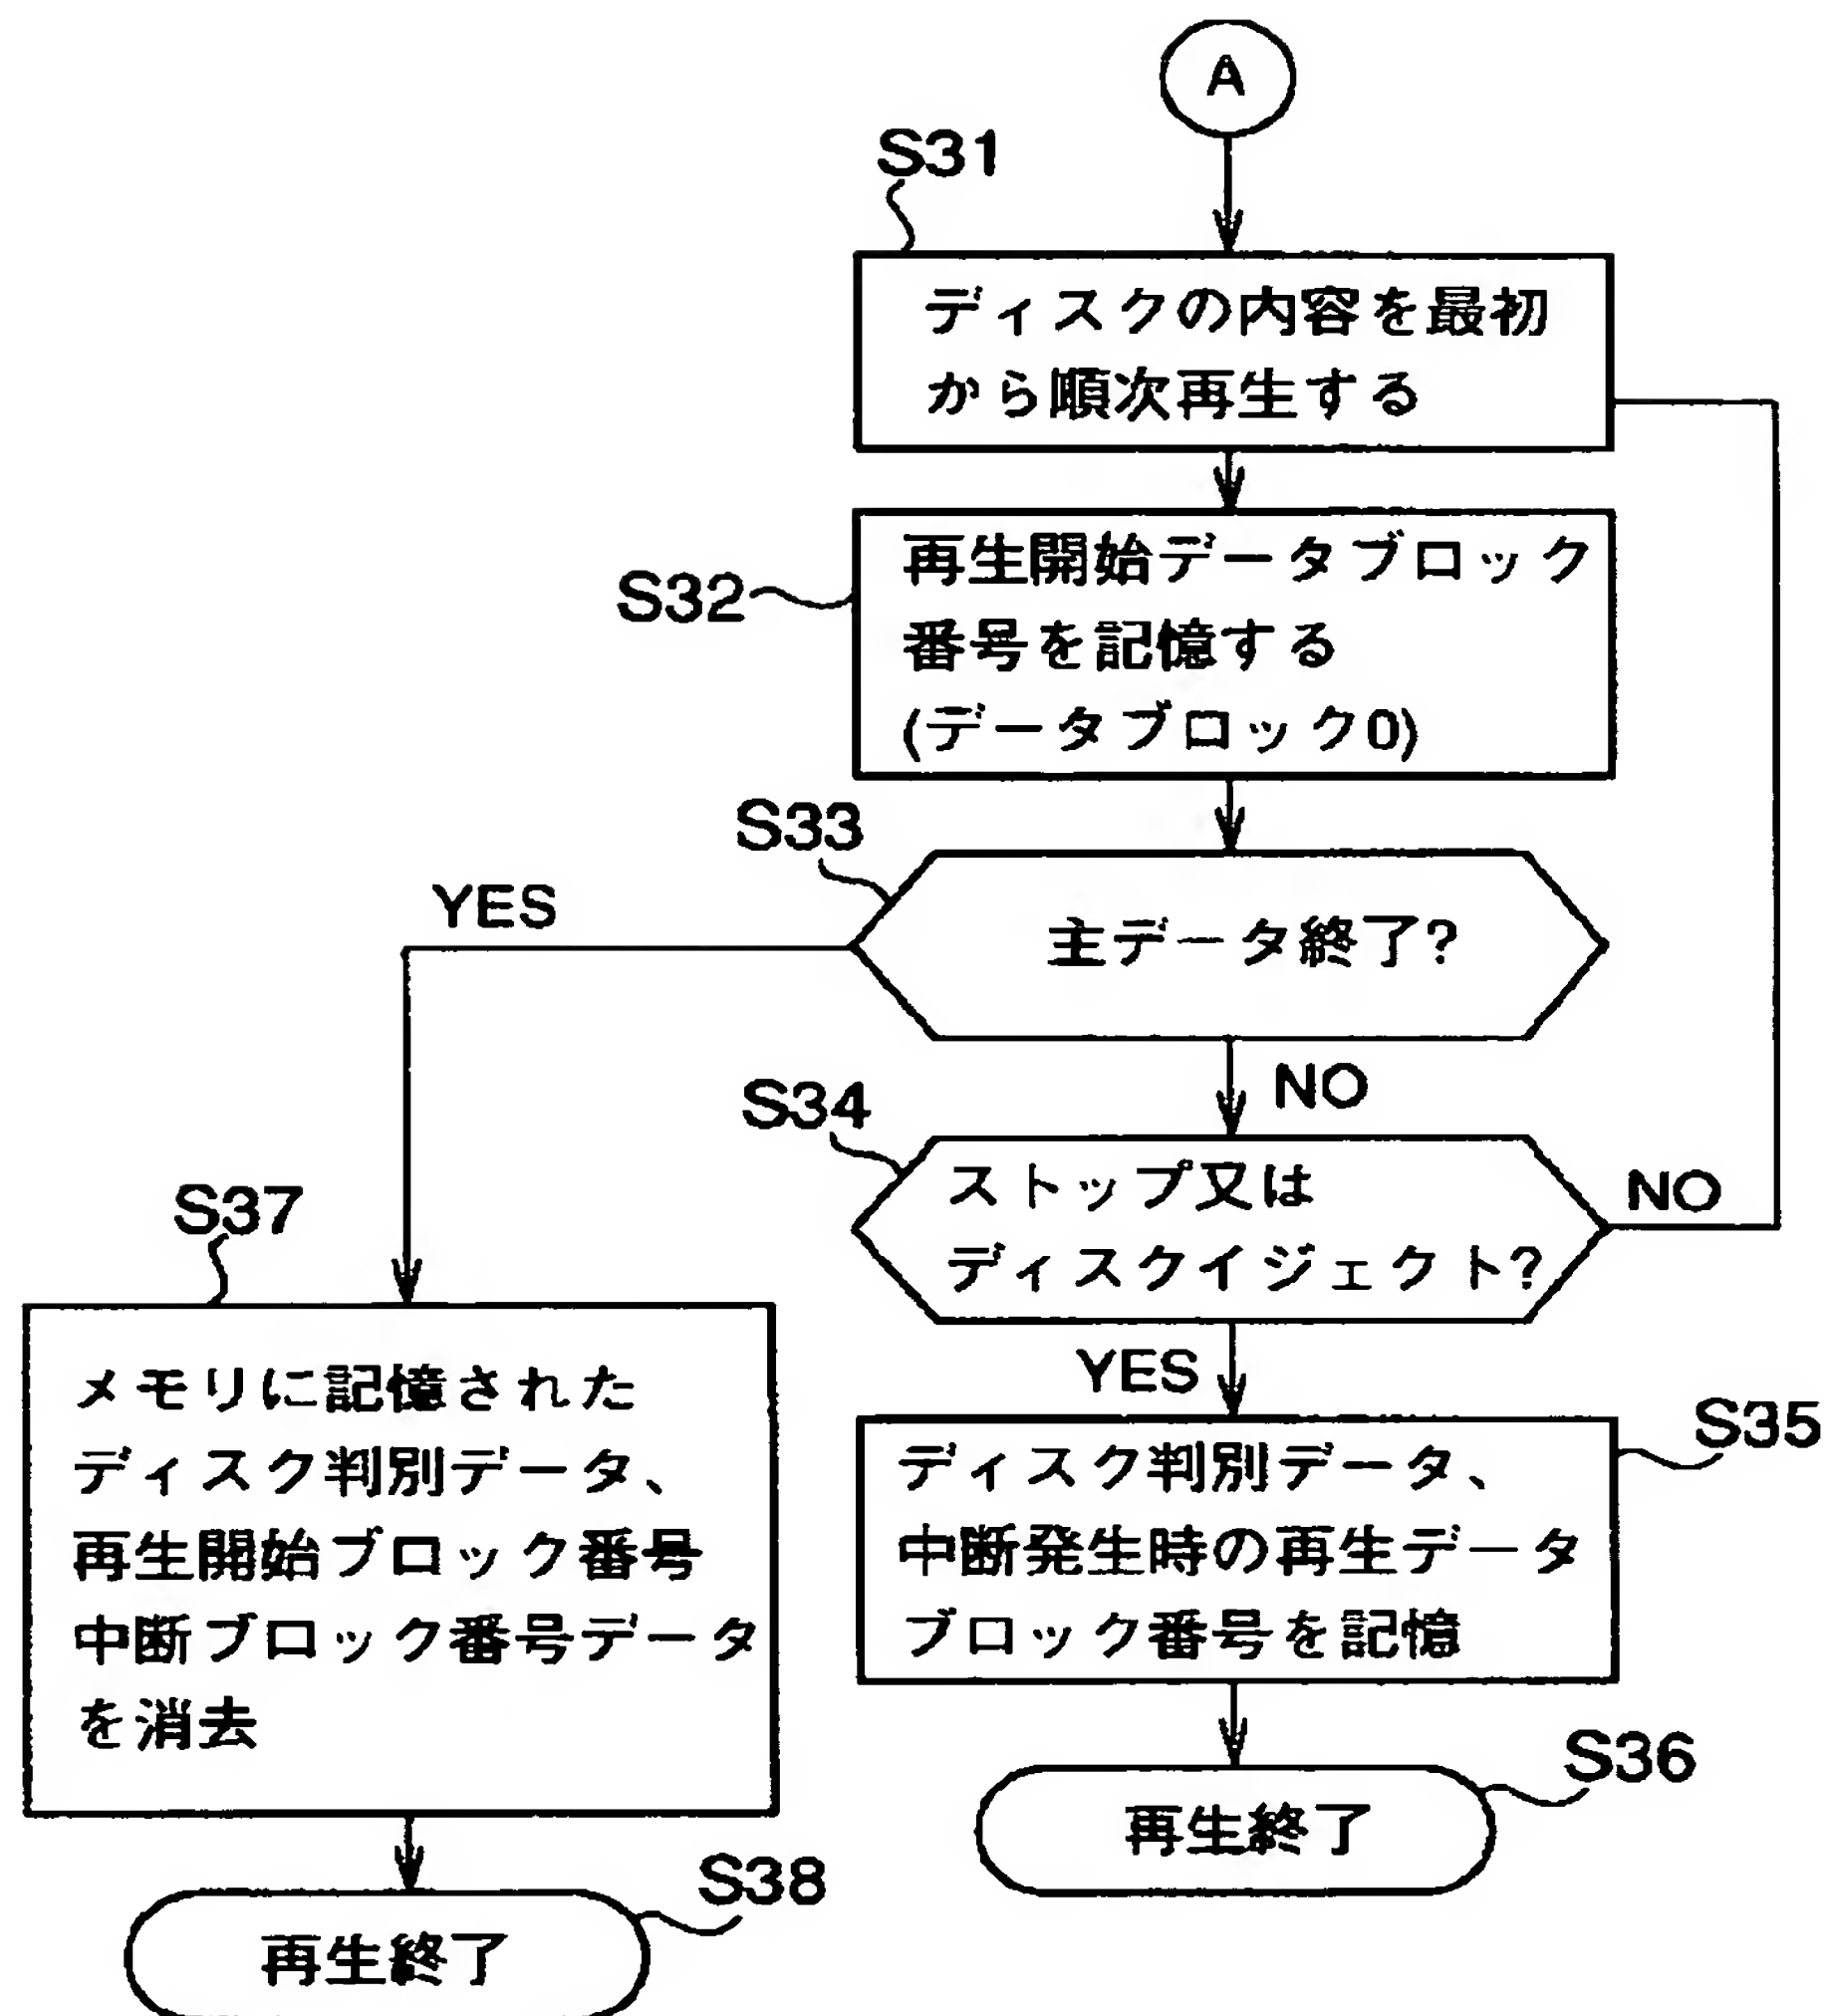 A
S31
ディスクの内容を最初
から順次再生する
S32
再生開始データブロック
番号を記憶する
(データブロック0)
S33
主データ終了?
YES
NO
S34
ストップ又は
ディスクイジェクト?
NO
YES
S35
ディスク判別データ、
中断発生時の再生データ
ブロック番号を記憶
S36
再生終了
S37
メモリに記憶された
ディスク判別データ、
再生開始ブロック番号
中断ブロック番号データ
を消去
S38
再生終了